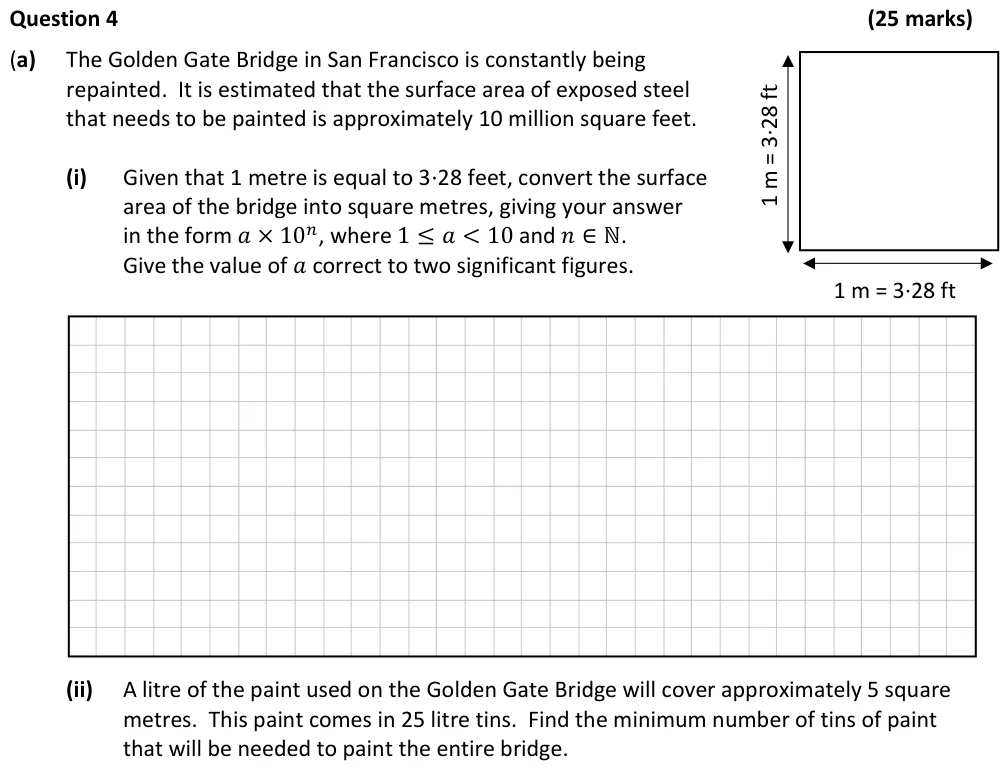 Question 4 (25 marks)
(a) The Golden Gate Bridge in San Francisco is constantly being
repainted. It is estimated that the surface area of exposed steel
that needs to be painted is approximately 10 million square feet.
1 m = 3·28 ft
1 m = 3·28 ft
(i) Given that 1 metre is equal to 3·28 feet, convert the surface
area of the bridge into square metres, giving your answer
in the form 𝑎 × 10ⁿ, where 1 ≤ 𝑎 < 10 and 𝑛 ∈ ℕ.
Give the value of 𝑎 correct to two significant figures.
(ii) A litre of the paint used on the Golden Gate Bridge will cover approximately 5 square
metres. This paint comes in 25 litre tins. Find the minimum number of tins of paint
that will be needed to paint the entire bridge.